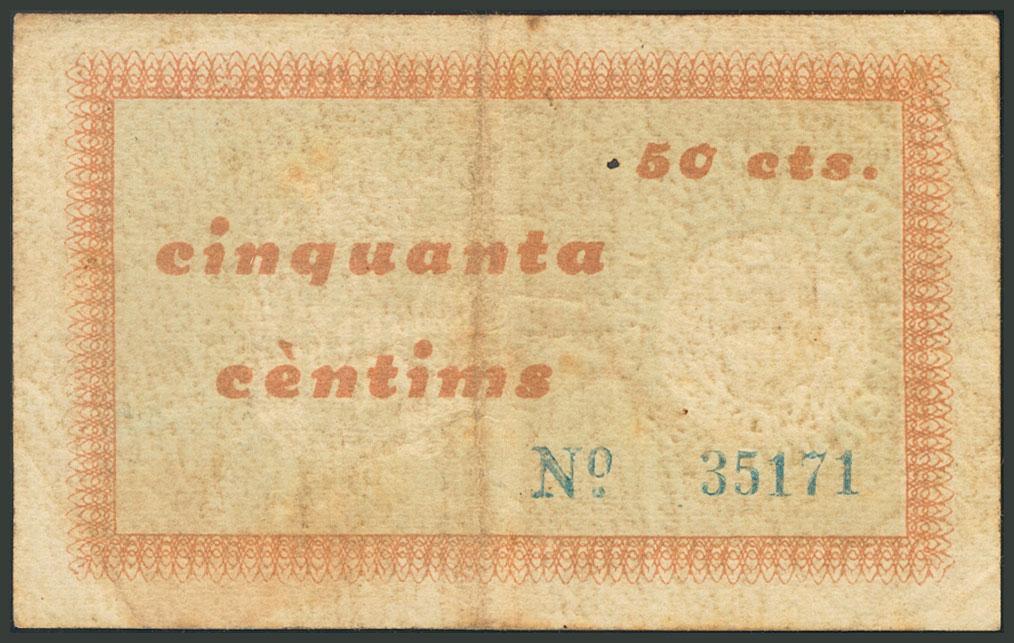 50 cts.
cinquanta
cèntims
Nº 35171